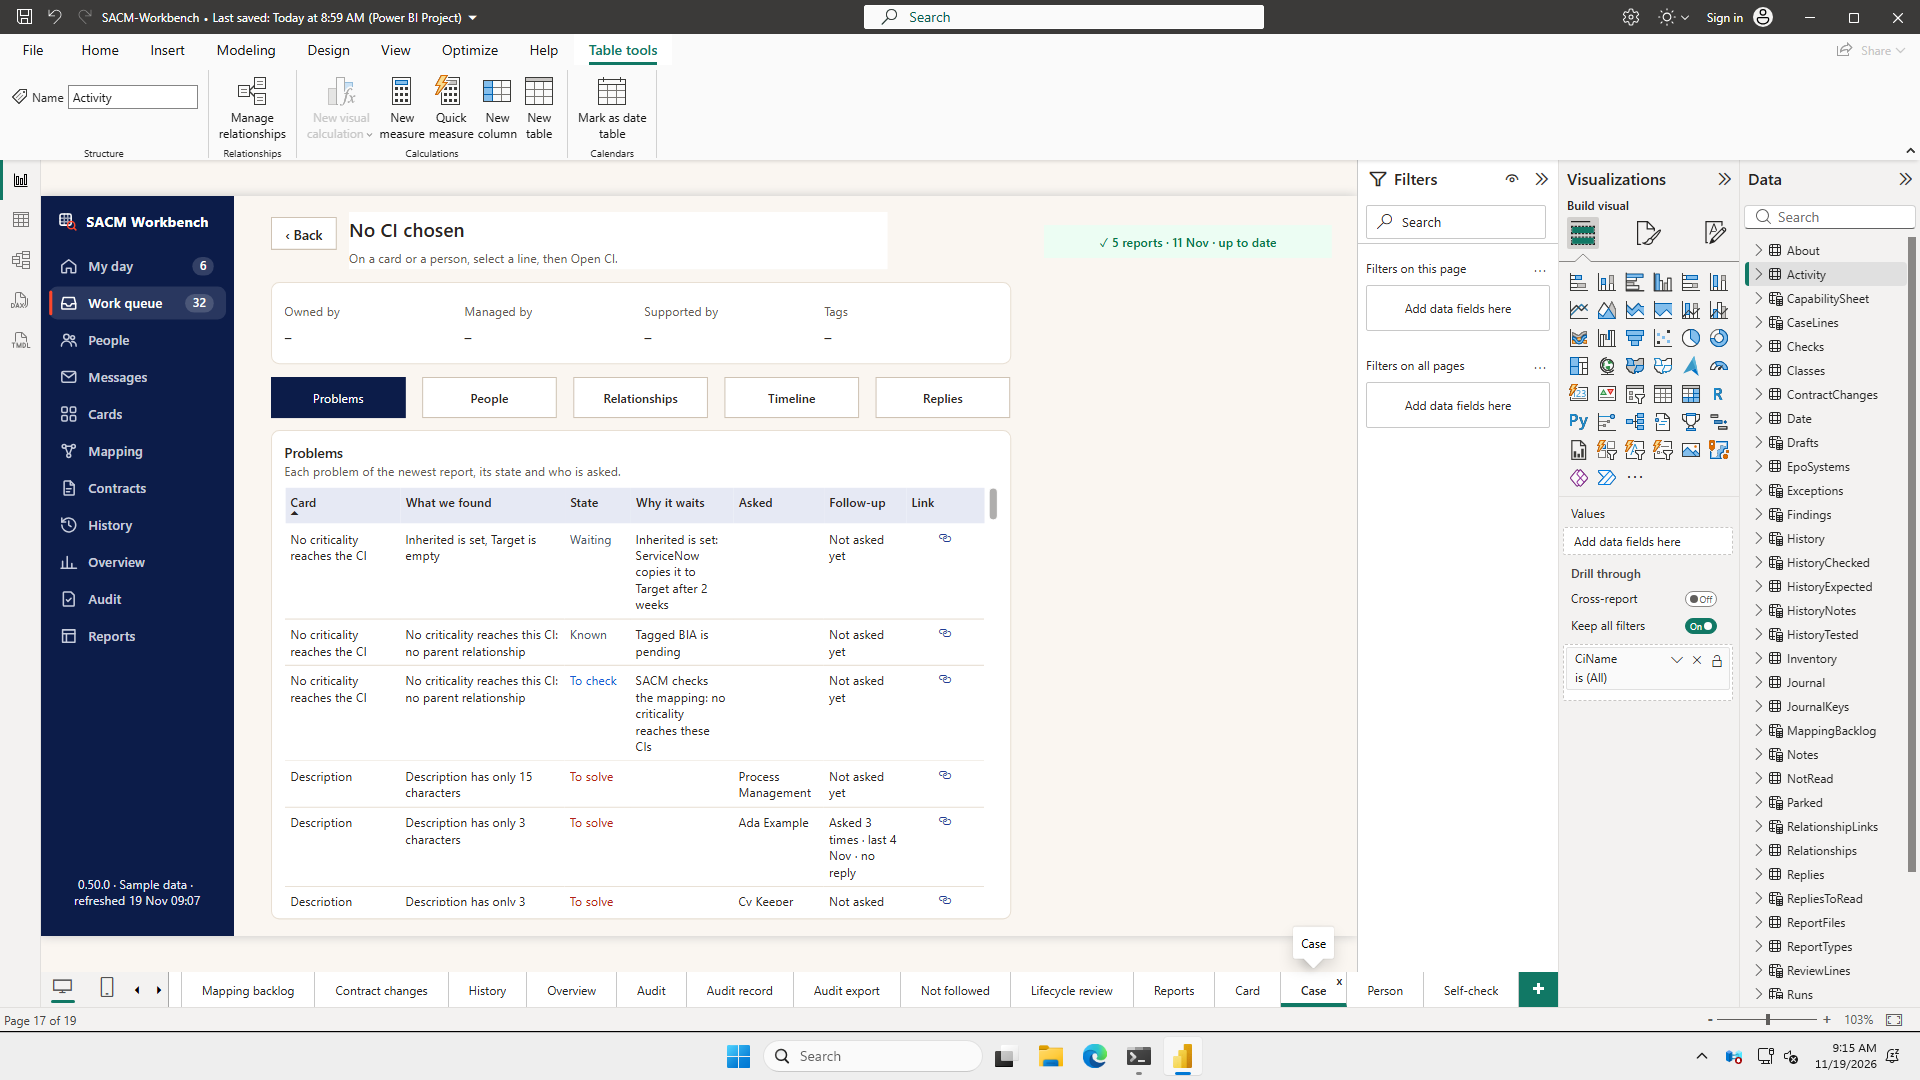 SACM-Workbench • Last saved: Today at 8:59 AM (Power BI Project)
Search
Sign in
File
Home
Insert
Modeling
Design
View
Optimize
Help
Table tools
Share
Name
Activity
Structure
Manage relationships
Relationships
New visual calculation
New measure
Quick measure
New column
New table
Calculations
Mark as date table
Calendars
SACM Workbench
My day 6
Work queue 32
People
Messages
Cards
Mapping
Contracts
History
Overview
Audit
Reports
0.50.0 · Sample data ·
refreshed 19 Nov 09:07
‹ Back
No CI chosen
On a card or a person, select a line, then Open CI.
✓ 5 reports · 11 Nov · up to date
Owned by
–
Managed by
–
Supported by
–
Tags
–
Problems
People
Relationships
Timeline
Replies
Problems
Each problem of the newest report, its state and who is asked.
Card What we found State Why it waits Asked Follow-up Link
No criticality reaches the CI
Inherited is set, Target is empty
Waiting
Inherited is set: ServiceNow copies it to Target after 2 weeks
Not asked yet
No criticality reaches the CI
No criticality reaches this CI: no parent relationship
Known
Tagged BIA is pending
Not asked yet
No criticality reaches the CI
No criticality reaches this CI: no parent relationship
To check
SACM checks the mapping: no criticality reaches these CIs
Not asked yet
Description
Description has only 15 characters
To solve
Process Management
Not asked yet
Description
Description has only 3 characters
To solve
Ada Example
Asked 3 times · last 4 Nov · no reply
Description
Description has only 3
To solve
Cy Keeper
Not asked
Case
Mapping backlog
Contract changes
History
Overview
Audit
Audit record
Audit export
Not followed
Lifecycle review
Reports
Card
Case
x
Person
Self-check
+
Page 17 of 19
- + 103%
Filters
Search
Filters on this page
...
Add data fields here
Filters on all pages
...
Add data fields here
Visualizations
Build visual
R
Py
123
...
Values
Add data fields here
Drill through
Cross-report
Off
Keep all filters
On
CiName
is (All)
Data
Search
About
Activity
CapabilitySheet
CaseLines
Checks
Classes
ContractChanges
Date
Drafts
EpoSystems
Exceptions
Findings
History
HistoryChecked
HistoryExpected
HistoryNotes
HistoryTested
Inventory
Journal
JournalKeys
MappingBacklog
Notes
NotRead
Parked
RelationshipLinks
Relationships
Replies
RepliesToRead
ReportFiles
ReportTypes
ReviewLines
Runs
DAX
TMDL
Search
9:15 AM
11/19/2026